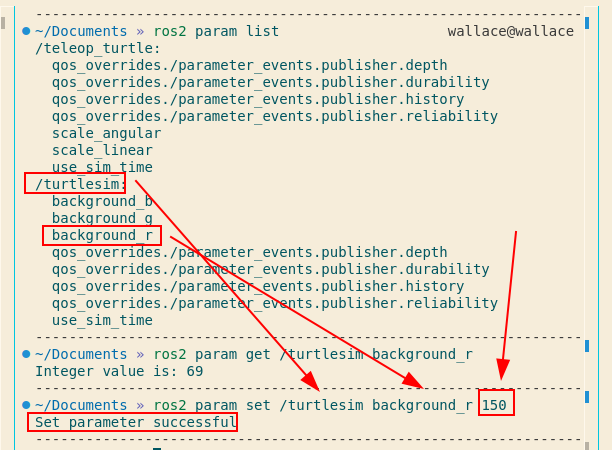 ~/Documents » ros2 param list wallace@wallace
/teleop_turtle:
qos_overrides./parameter_events.publisher.depth
qos_overrides./parameter_events.publisher.durability
qos_overrides./parameter_events.publisher.history
qos_overrides./parameter_events.publisher.reliability
scale_angular
scale_linear
use_sim_time
/turtlesim:
background_b
background_g
background_r
qos_overrides./parameter_events.publisher.depth
qos_overrides./parameter_events.publisher.durability
qos_overrides./parameter_events.publisher.history
qos_overrides./parameter_events.publisher.reliability
use_sim_time
~/Documents » ros2 param get /turtlesim background_r
Integer value is: 69
~/Documents » ros2 param set /turtlesim background_r 150
Set parameter successful